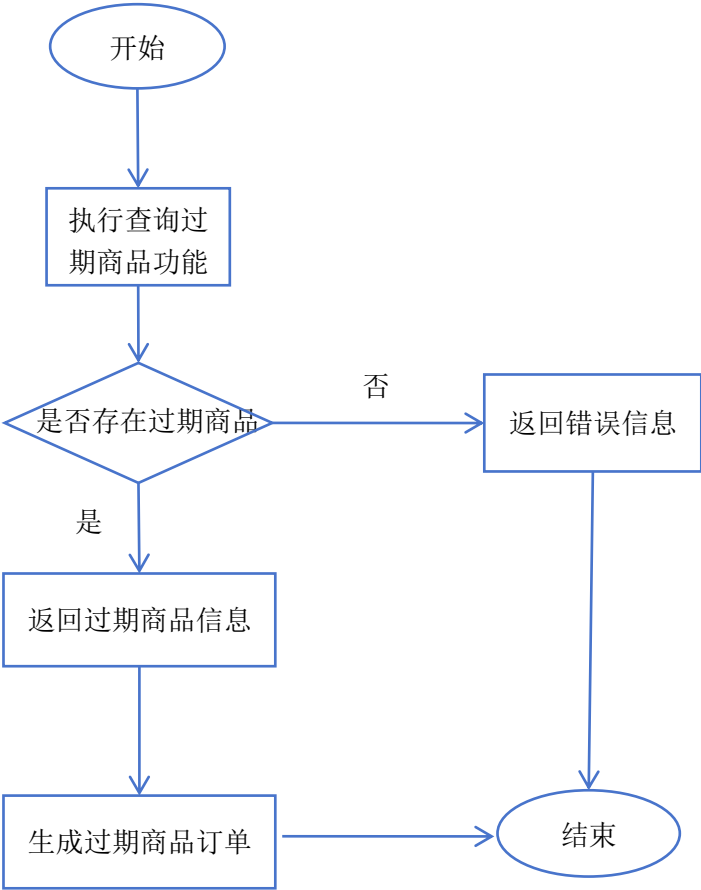 开始
执行查询过
期商品功能
否
是否存在过期商品
返回错误信息
是
返回过期商品信息
生成过期商品订单
结束